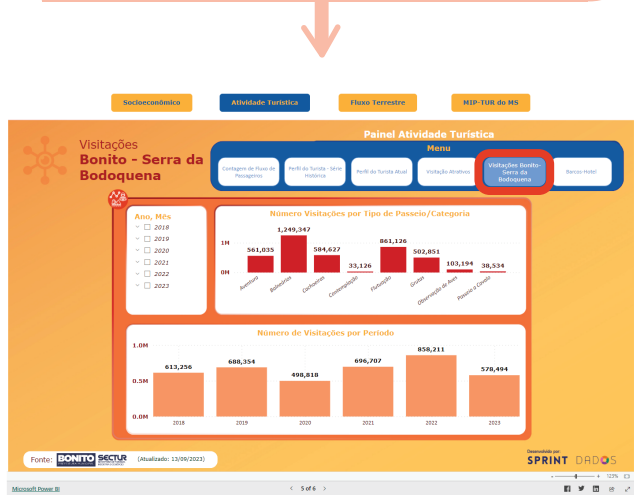 Socioeconômico
Atividade Turística
Fluxo Terrestre
MIP-TUR do MS
Painel Atividade Turística
Menu
Visitações
Bonito - Serra da
Bodoquena
Contagem de Fluxo de
Passageiros
Perfil do Turista - Série
Histórica
Perfil do Turista Atual
Visitação Atrativos
Visitações Bonito-
Serra da
Bodoquena
Barcos-Hotel
Ano, Mês
2018
2019
2020
2021
2022
2023
Número Visitações por Tipo de Passeio/Categoria
1M
0M
561,035
1,249,347
584,627
33,126
861,126
502,851
103,194
38,534
Aventura
Balneários
Cachoeiras
Contemplação
Flutuação
Grutas
Observação de Aves
Passeio a Cavalo
Número de Visitações por Período
1.0M
0.5M
0.0M
613,256
688,354
498,818
696,707
858,211
578,494
2018
2019
2020
2021
2022
2023
Fonte:
BONITO
SECTUR
(Atualizado: 13/09/2023)
Desenvolvido por:
SPRINT DADOS
Microsoft Power BI
5 of 6
123%